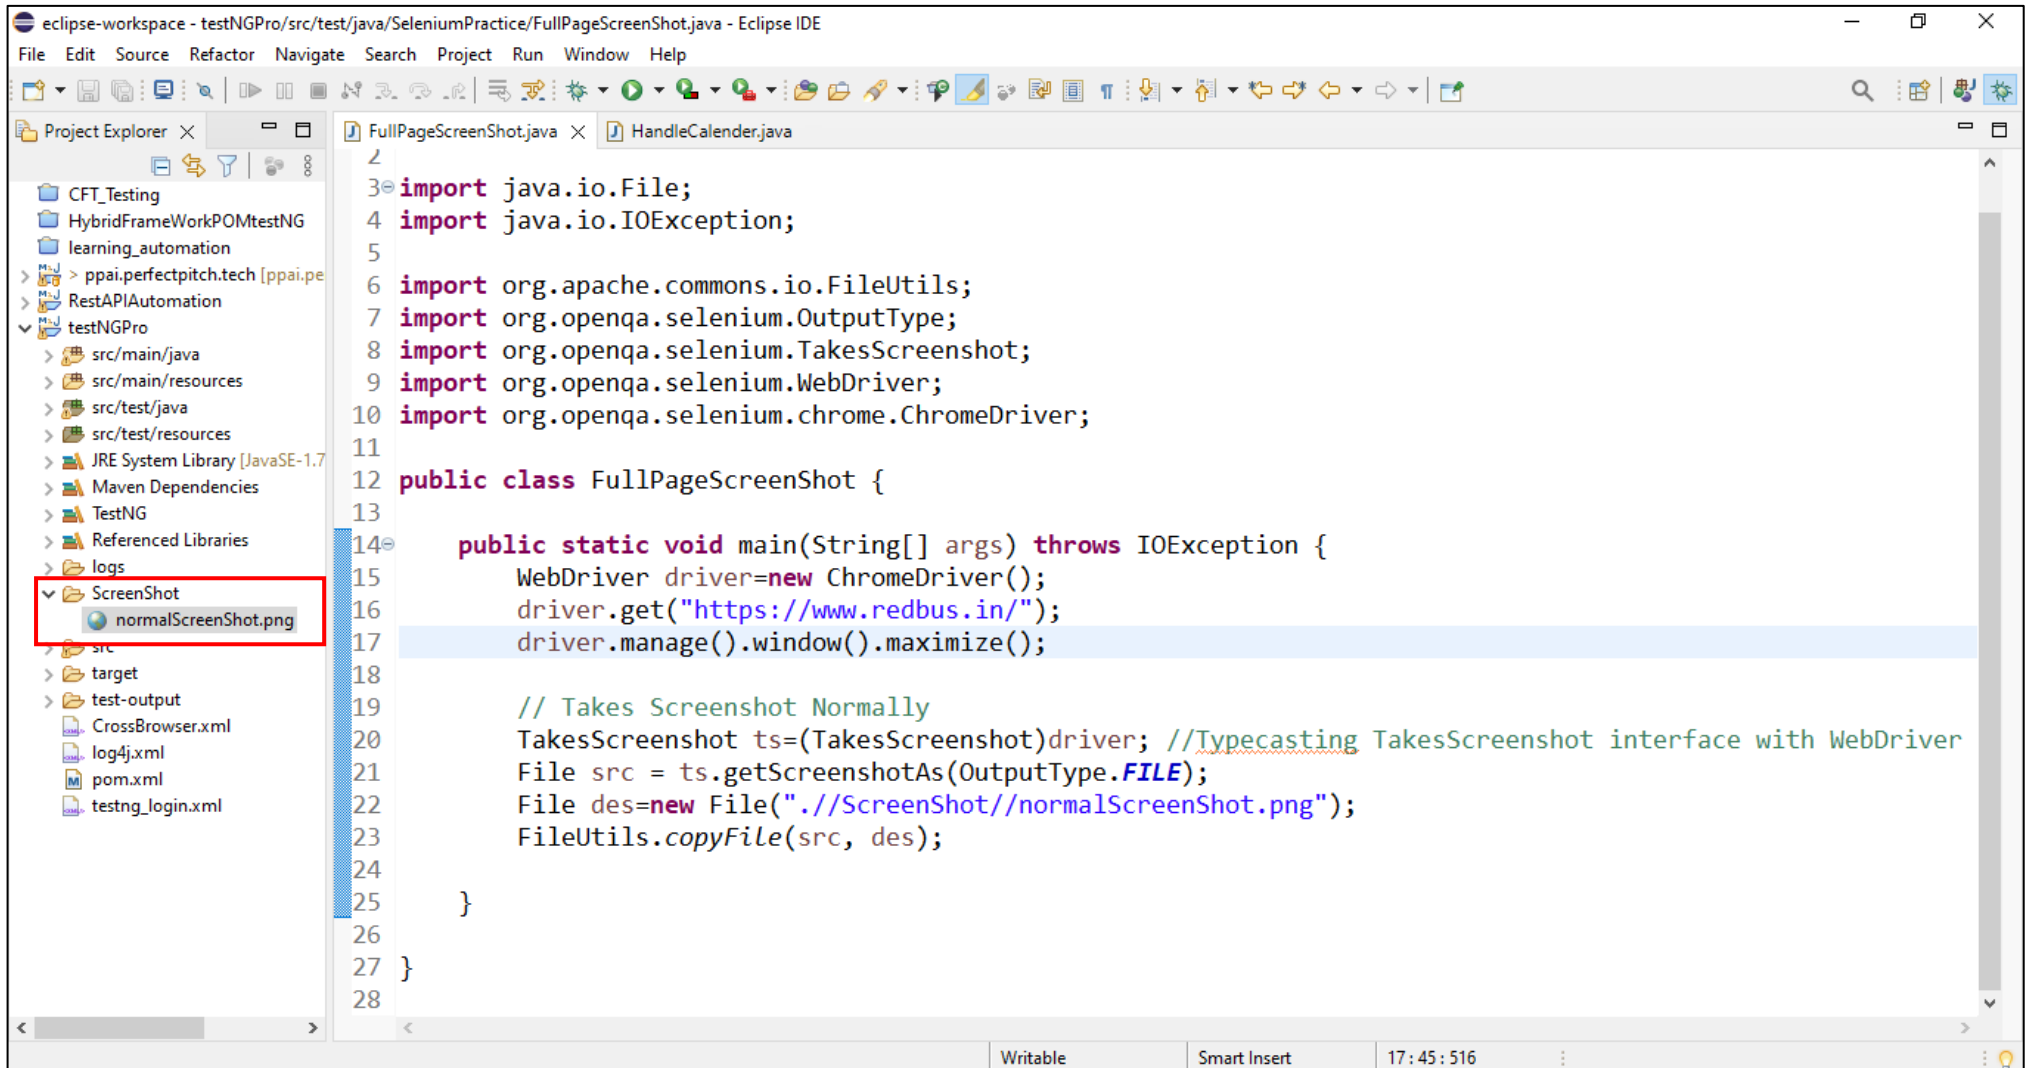 eclipse-workspace - testNGPro/src/test/java/SeleniumPractice/FullPageScreenShot.java - Eclipse IDE
File Edit Source Refactor Navigate Search Project Run Window Help
Project Explorer
CFT_Testing
HybridFrameWorkPOMtestNG
learning_automation
> ppai.perfectpitch.tech [ppai.pe
RestAPIAutomation
testNGPro
src/main/java
src/main/resources
src/test/java
src/test/resources
JRE System Library [JavaSE-1.7
Maven Dependencies
TestNG
Referenced Libraries
logs
ScreenShot
normalScreenShot.png
src
target
test-output
CrossBrowser.xml
log4j.xml
pom.xml
testng_login.xml
FullPageScreenShot.java HandleCalender.java
2
3 import java.io.File;
4 import java.io.IOException;
5
6 import org.apache.commons.io.FileUtils;
7 import org.openqa.selenium.OutputType;
8 import org.openqa.selenium.TakesScreenshot;
9 import org.openqa.selenium.WebDriver;
10 import org.openqa.selenium.chrome.ChromeDriver;
11
12 public class FullPageScreenShot {
13
14 public static void main(String[] args) throws IOException {
15 WebDriver driver=new ChromeDriver();
16 driver.get("https://www.redbus.in/");
17 driver.manage().window().maximize();
18
19 // Takes Screenshot Normally
20 TakesScreenshot ts=(TakesScreenshot)driver; //Typecasting TakesScreenshot interface with WebDriver
21 File src = ts.getScreenshotAs(OutputType.FILE);
22 File des=new File(".//ScreenShot//normalScreenShot.png");
23 FileUtils.copyFile(src, des);
24
25 }
26
27 }
28
Writable Smart Insert 17 : 45 : 516